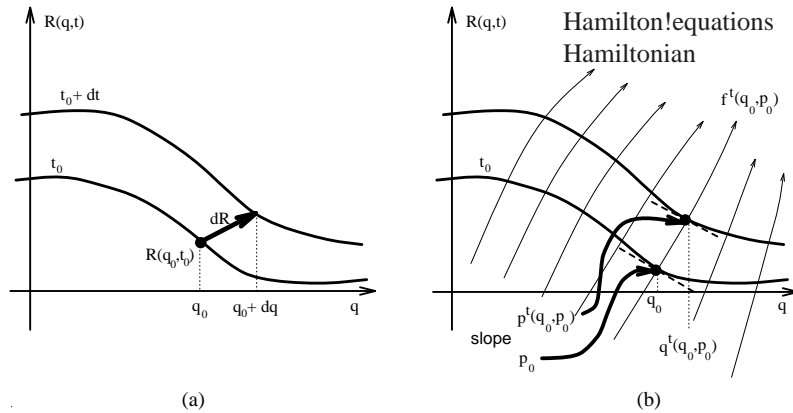 R(q,t)
t0 + dt
t0
dR
R(q0,t0)
q0
q0 + dq
q
(a)
R(q,t)
Hamilton!equations
Hamiltonian
f^t(q0,p0)
t0
q0
q
p^t(q0,p0)
q^t(q0,p0)
slope
p0
(b)